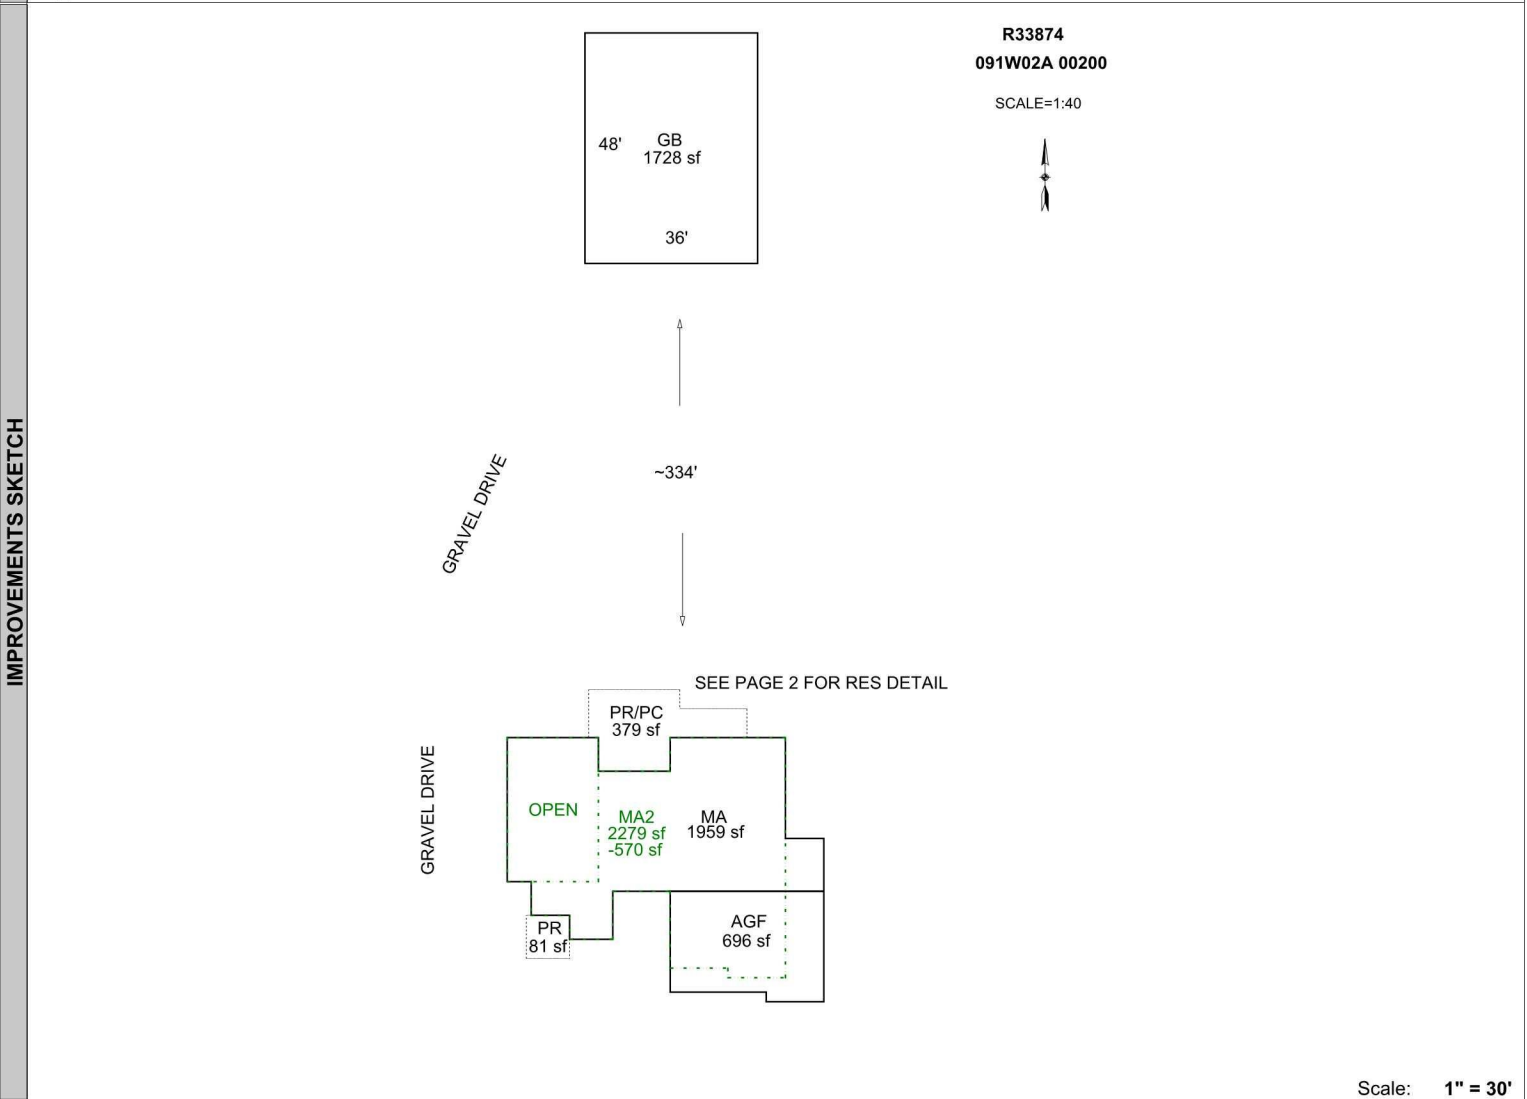 IMPROVEMENTS SKETCH
R33874
091W02A 00200
SCALE=1:40
48'
GB
1728 sf
36'
~334'
GRAVEL DRIVE
SEE PAGE 2 FOR RES DETAIL
PR/PC
379 sf
GRAVEL DRIVE
OPEN
MA2
2279 sf
-570 sf
MA
1959 sf
PR
81 sf
AGF
696 sf
Scale: 1" = 30'